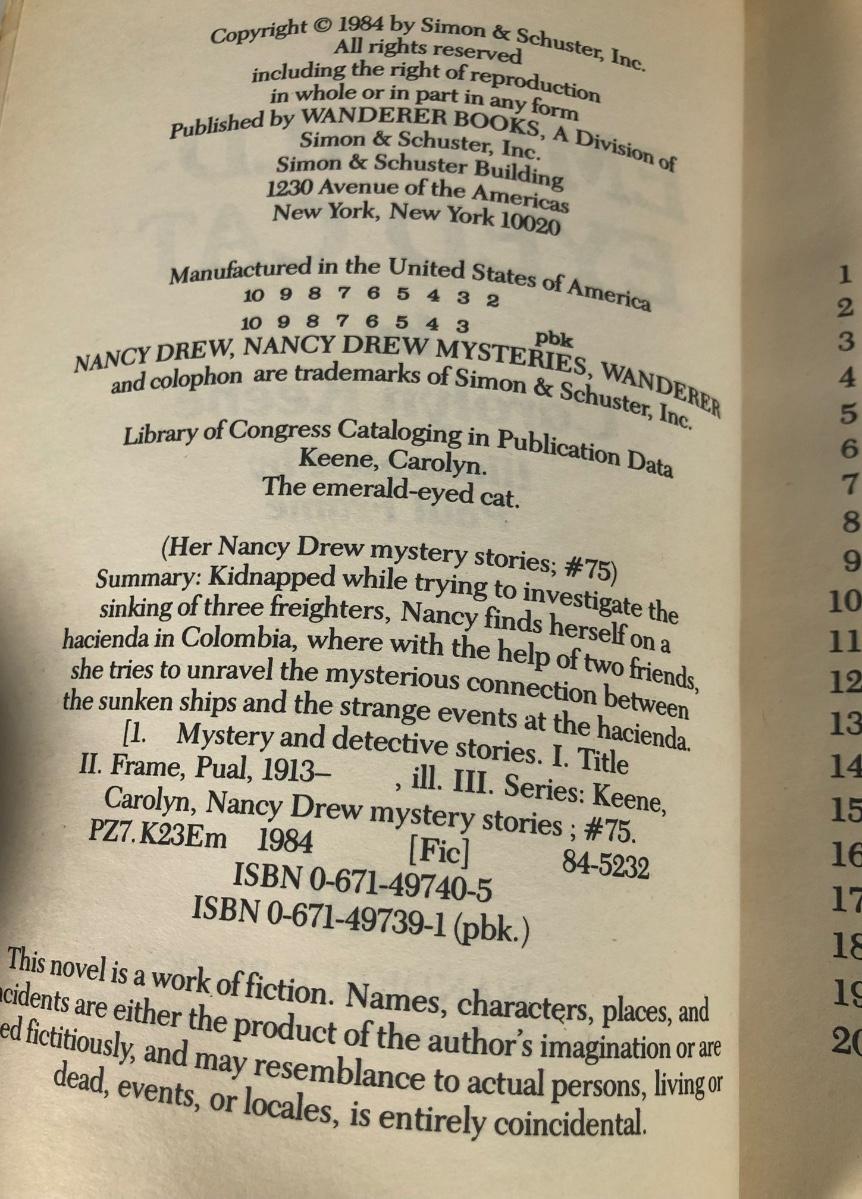 Copyright © 1984 by Simon & Schuster, Inc.
All rights reserved
including the right of reproduction
in whole or in part in any form
Published by WANDERER BOOKS, A Division of
Simon & Schuster, Inc.
Simon & Schuster Building
1230 Avenue of the Americas
New York, New York 10020
Manufactured in the United States of America
10 9 8 7 6 5 4 3 2
10 9 8 7 6 5 4 3 pbk
NANCY DREW, NANCY DREW MYSTERIES, WANDERER
and colophon are trademarks of Simon & Schuster, Inc.
Library of Congress Cataloging in Publication Data
Keene, Carolyn.
The emerald-eyed cat.
(Her Nancy Drew mystery stories; #75)
Summary: Kidnapped while trying to investigate the
sinking of three freighters, Nancy finds herself on a
hacienda in Colombia, where with the help of two friends,
she tries to unravel the mysterious connection between
the sunken ships and the strange events at the hacienda.
[1. Mystery and detective stories. I. Title
II. Frame, Pual, 1913– , ill. III. Series: Keene,
Carolyn, Nancy Drew mystery stories ; #75.
PZ7.K23Em 1984 [Fic] 84-5232
ISBN 0-671-49740-5
ISBN 0-671-49739-1 (pbk.)
This novel is a work of fiction. Names, characters, places, and
ncidents are either the product of the author's imagination or are
ed fictitiously, and may resemblance to actual persons, living or
dead, events, or locales, is entirely coincidental.
1
2
3
4
5
6
7
8
9
10
11
12
13
14
15
16
17
18
19
20